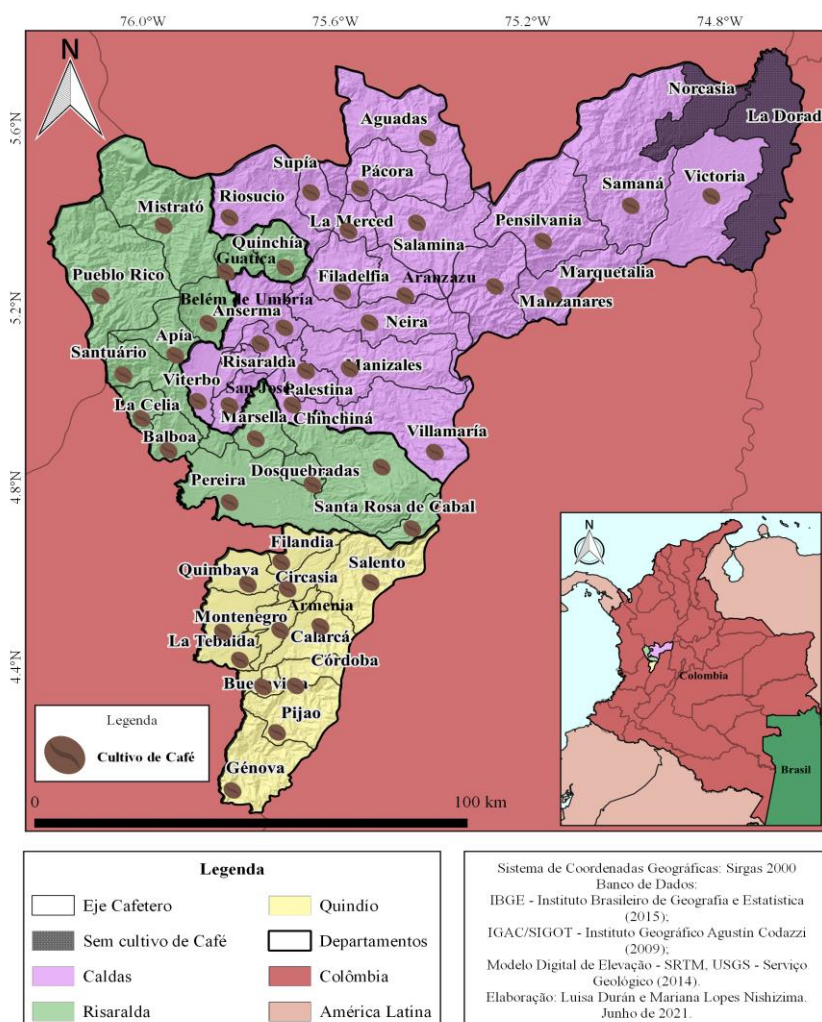 76.0°W 75.6°W 75.2°W 74.8°W
N
5.6°N
5.2°N
4.8°N
4.4°N
Norcasia
La Dorad
Aguadas
Supía
Pácora
Samaná
Victoria
Riosucio
Mistrató
La Merced
Pensilvania
Salamina
Quinchía
Guatica
Marquetalia
Pueblo Rico
Filadelfia
Aranzazu
Manzanares
Belém de Umbría
Anserma
Neira
Apía
Santuário
Risaralda
Manizales
Viterbo
San José
Palestina
La Celia
Marsella
Chinchiná
Villamaría
Balboa
Dosquebradas
Pereira
Santa Rosa de Cabal
Filandia
Salento
Quimbaya
Circasia
Armenia
Montenegro
Calarcá
La Tebaida
Córdoba
Pijao
Génova
Legenda
Cultivo de Café
0 100 km
N
Colombia
Brasil
Legenda
Eje Cafetero
Sem cultivo de Café
Caldas
Risaralda
Quindío
Departamentos
Colômbia
América Latina
Sistema de Coordenadas Geográficas: Sirgas 2000
Banco de Dados:
IBGE - Instituto Brasileiro de Geografia e Estatística
(2015);
IGAC/SIGOT - Instituto Geográfico Agustín Codazzi
(2009);
Modelo Digital de Elevação - SRTM, USGS - Serviço
Geológico (2014).
Elaboração: Luisa Durán e Mariana Lopes Nishizima.
Junho de 2021.